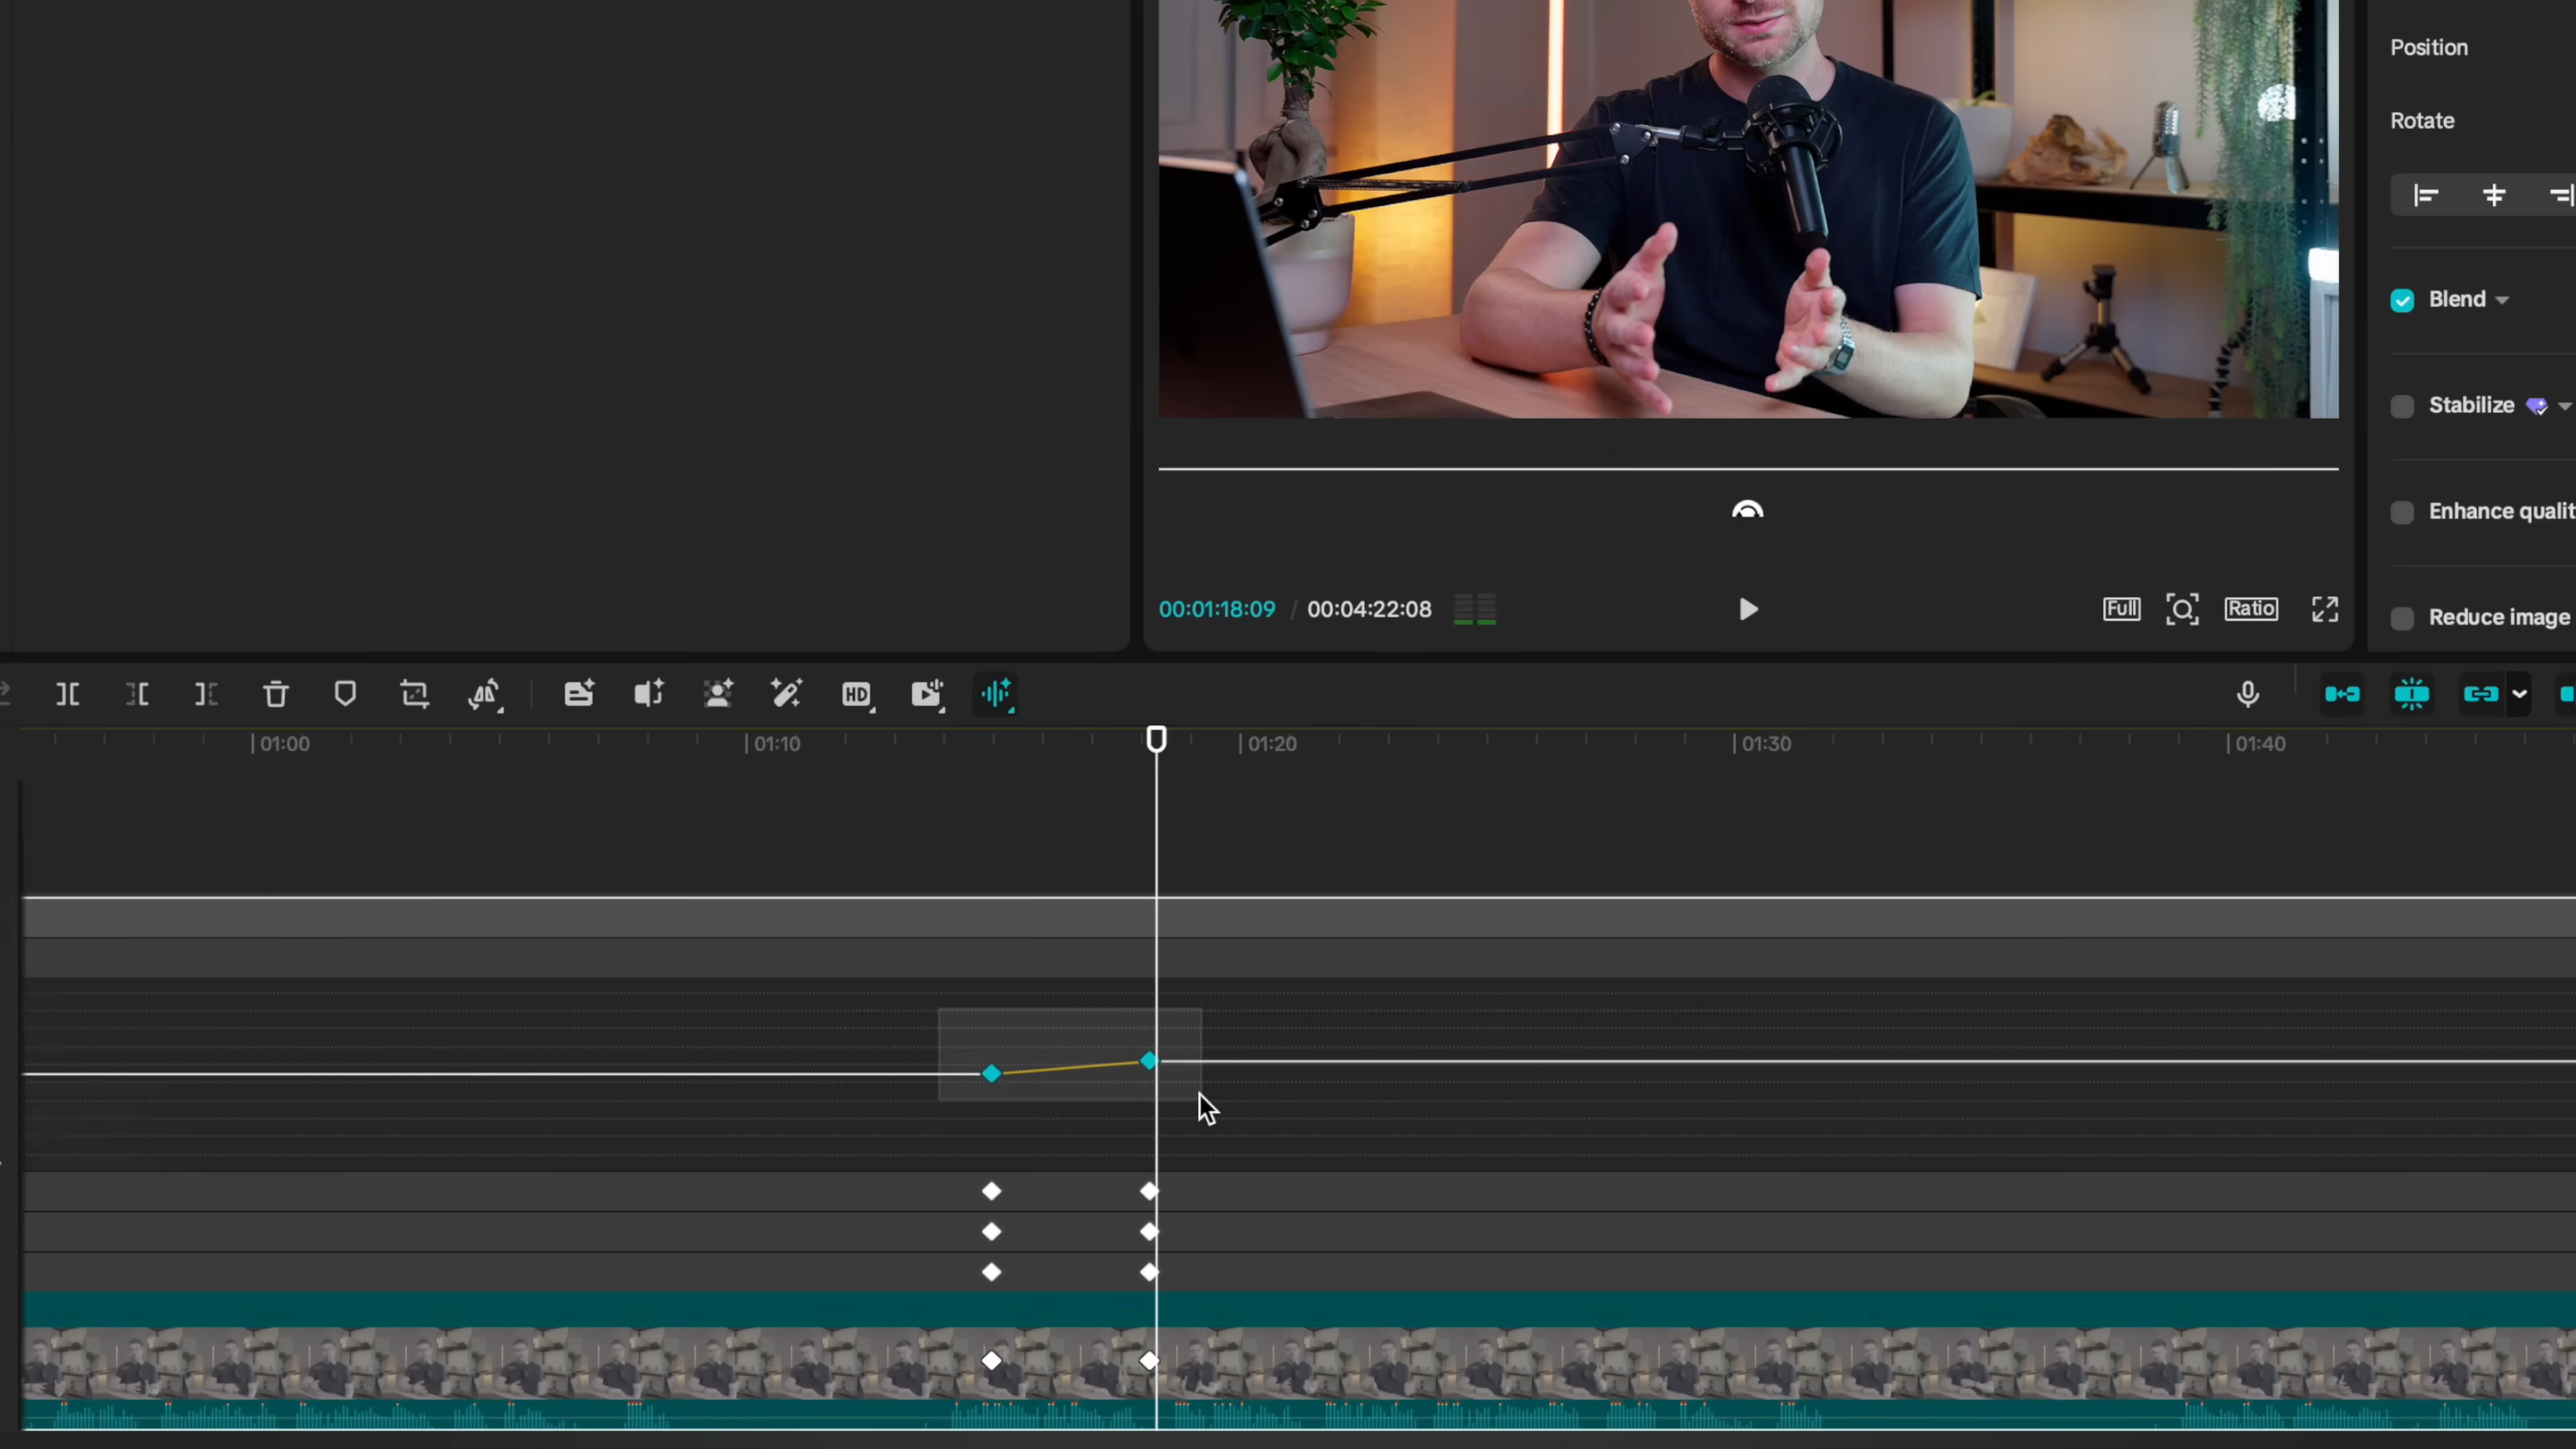 Position
Rotate
Blend
Stabilize
Enhance qualit
Reduce image
00:01:18:09 / 00:04:22:08
Full
Ratio
HD
01:00
01:10
01:20
01:30
01:40